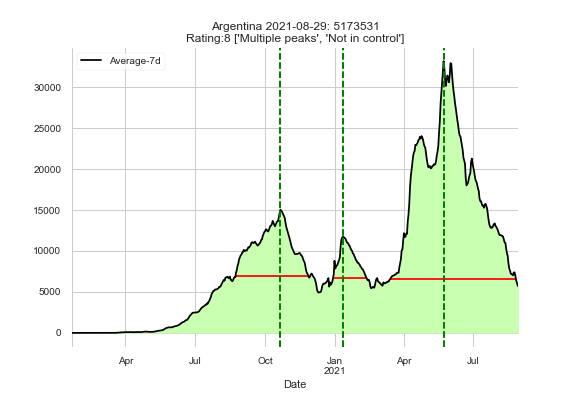 Argentina 2021-08-29: 5173531
Rating:8 ['Multiple peaks', 'Not in control']
Average-7d
30000
25000
20000
15000
10000
5000
0
Apr
Jul
Oct
Jan
2021
Apr
Jul
Date